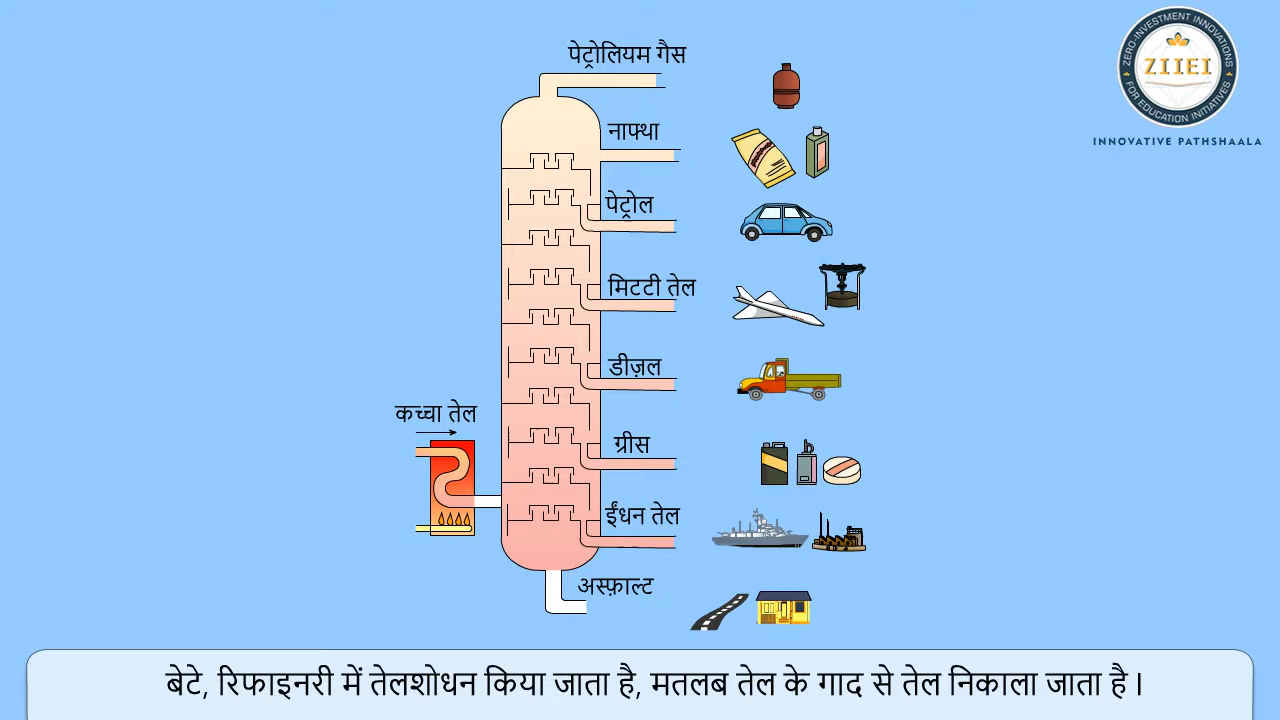 पेट्रोलियम गैस
नाफ्था
पेट्रोल
मिटटी तेल
डीज़ल
कच्चा तेल
ग्रीस
ईंधन तेल
अस्फ़ाल्ट
ZERO-INVESTMENT INNOVATIONS
ZIIEI
FOR EDUCATION INITIATIVES
INNOVATIVE PATHSHAALA
बेटे, रिफाइनरी में तेलशोधन किया जाता है, मतलब तेल के गाद से तेल निकाला जाता है ।